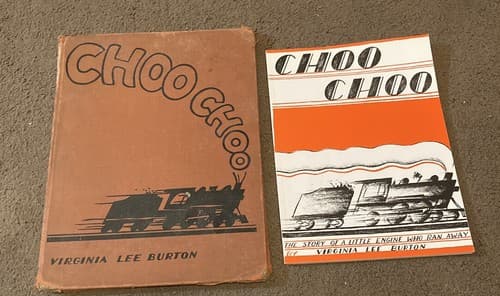 CHOO CHOO
VIRGINIA LEE BURTON
CHOO
CHOO
THE STORY OF A LITTLE ENGINE WHO RAN AWAY
by VIRGINIA LEE BURTON